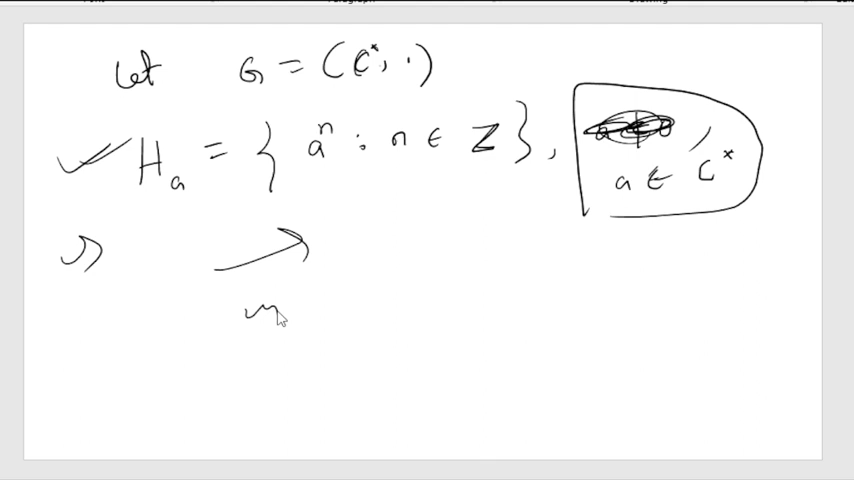 Let G = (C*, ·)
H_a = { a^n : n ∈ Z }, a ∈ C*